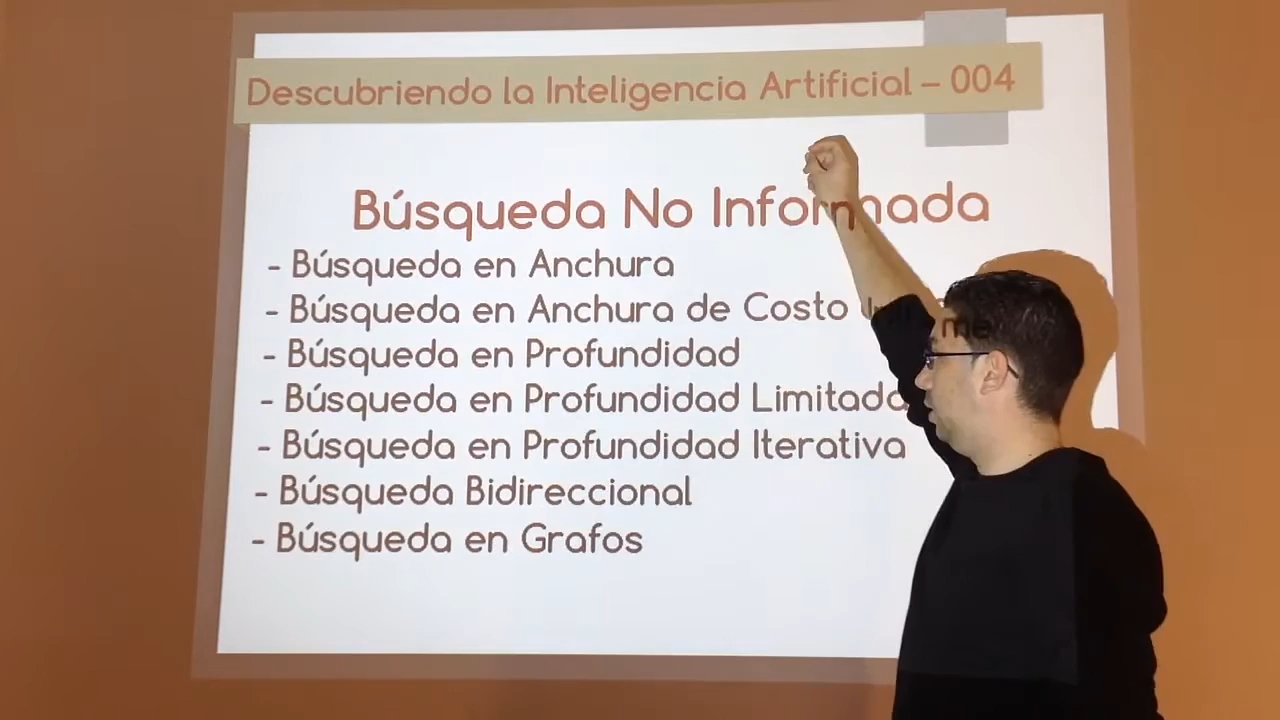 Descubriendo la Inteligencia Artificial – 004
Búsqueda No Informada
- Búsqueda en Anchura
- Búsqueda en Anchura de Costo
- Búsqueda en Profundidad
- Búsqueda en Profundidad Limitada
- Búsqueda en Profundidad Iterativa
- Búsqueda Bidireccional
- Búsqueda en Grafos